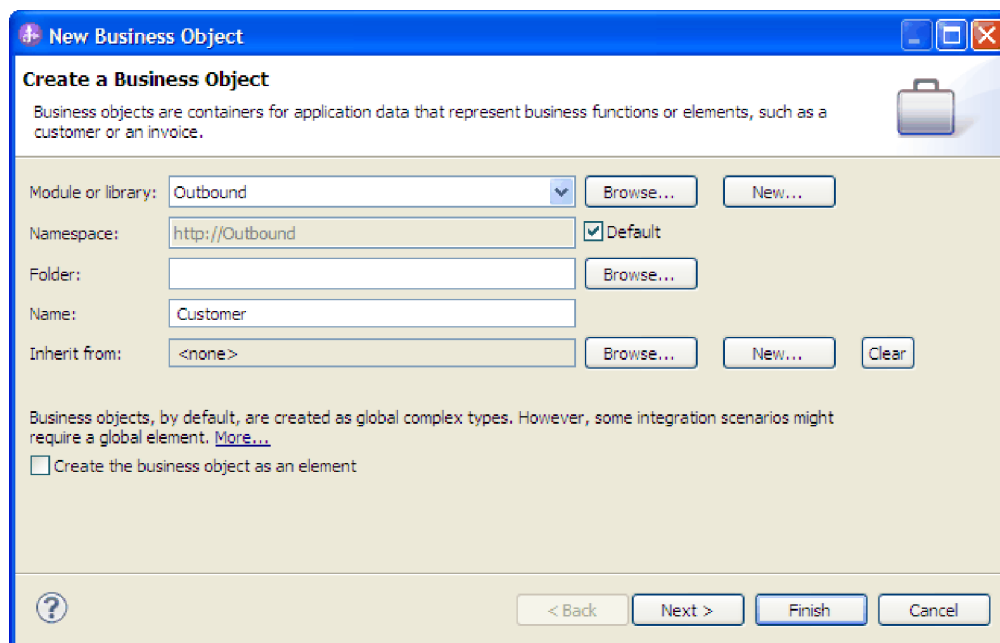 New Business Object
Create a Business Object
Business objects are containers for application data that represent business functions or elements, such as a
customer or an invoice.
Module or library: Outbound Browse... New...
Namespace: http://Outbound Default
Folder: Browse...
Name: Customer
Inherit from: <none> Browse... New... Clear
Business objects, by default, are created as global complex types. However, some integration scenarios might
require a global element. More...
Create the business object as an element
? < Back Next > Finish Cancel